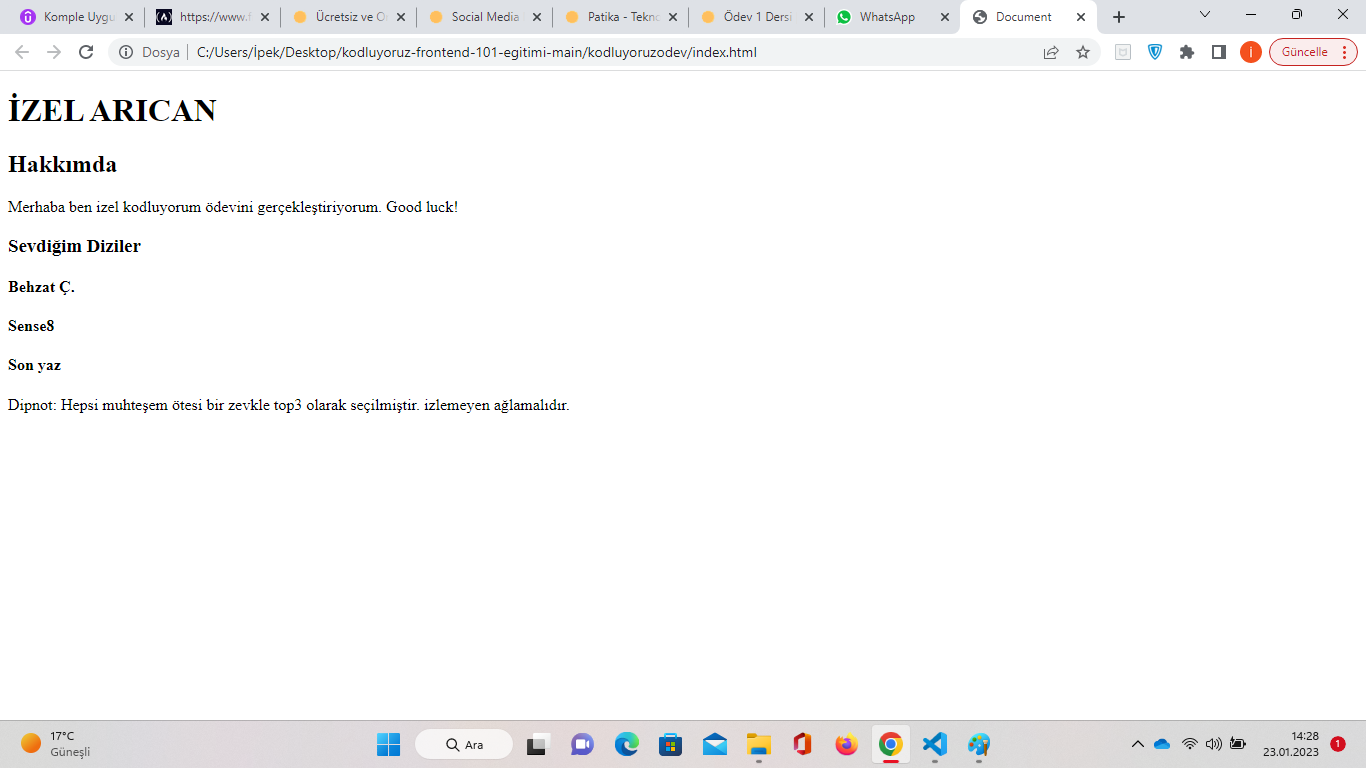 Komple Uygu
https://www.f
Ücretsiz ve O
Social Media
Patika - Tekno
Ödev 1 Dersi
WhatsApp
Document
Dosya
C:/Users/İpek/Desktop/kodluyoruz-frontend-101-egitimi-main/kodluyoruzodev/index.html
i
Güncelle
İZEL ARICAN
Hakkımda
Merhaba ben izel kodluyorum ödevini gerçekleştiriyorum. Good luck!
Sevdiğim Diziler
Behzat Ç.
Sense8
Son yaz
Dipnot: Hepsi muhteşem ötesi bir zevkle top3 olarak seçilmiştir. izlemeyen ağlamalıdır.
17°C
Güneşli
Ara
14:28
23.01.2023
1